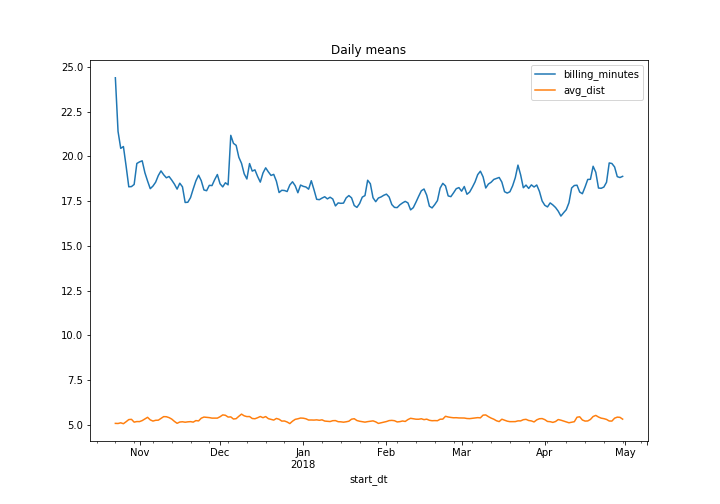 Daily means
billing_minutes
avg_dist
25.0
22.5
20.0
17.5
15.0
12.5
10.0
7.5
5.0
Nov Dec Jan Feb Mar Apr May
2018
start_dt